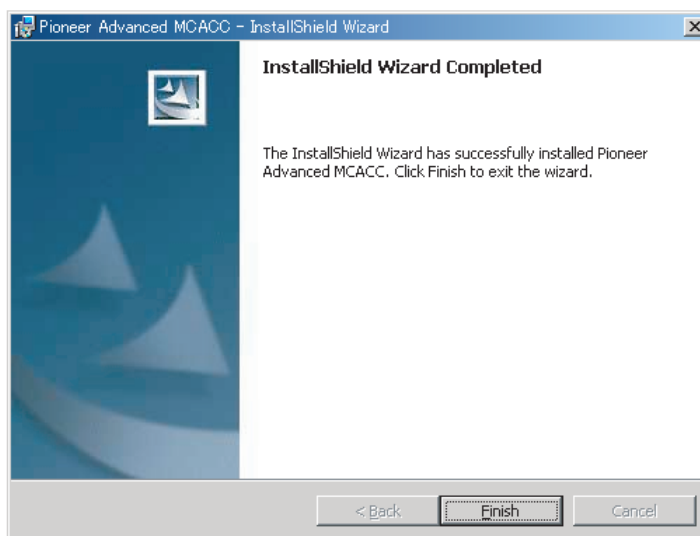 Pioneer Advanced MCACC - InstallShield Wizard
InstallShield Wizard Completed
The InstallShield Wizard has successfully installed Pioneer
Advanced MCACC. Click Finish to exit the wizard.
< Back
Finish
Cancel